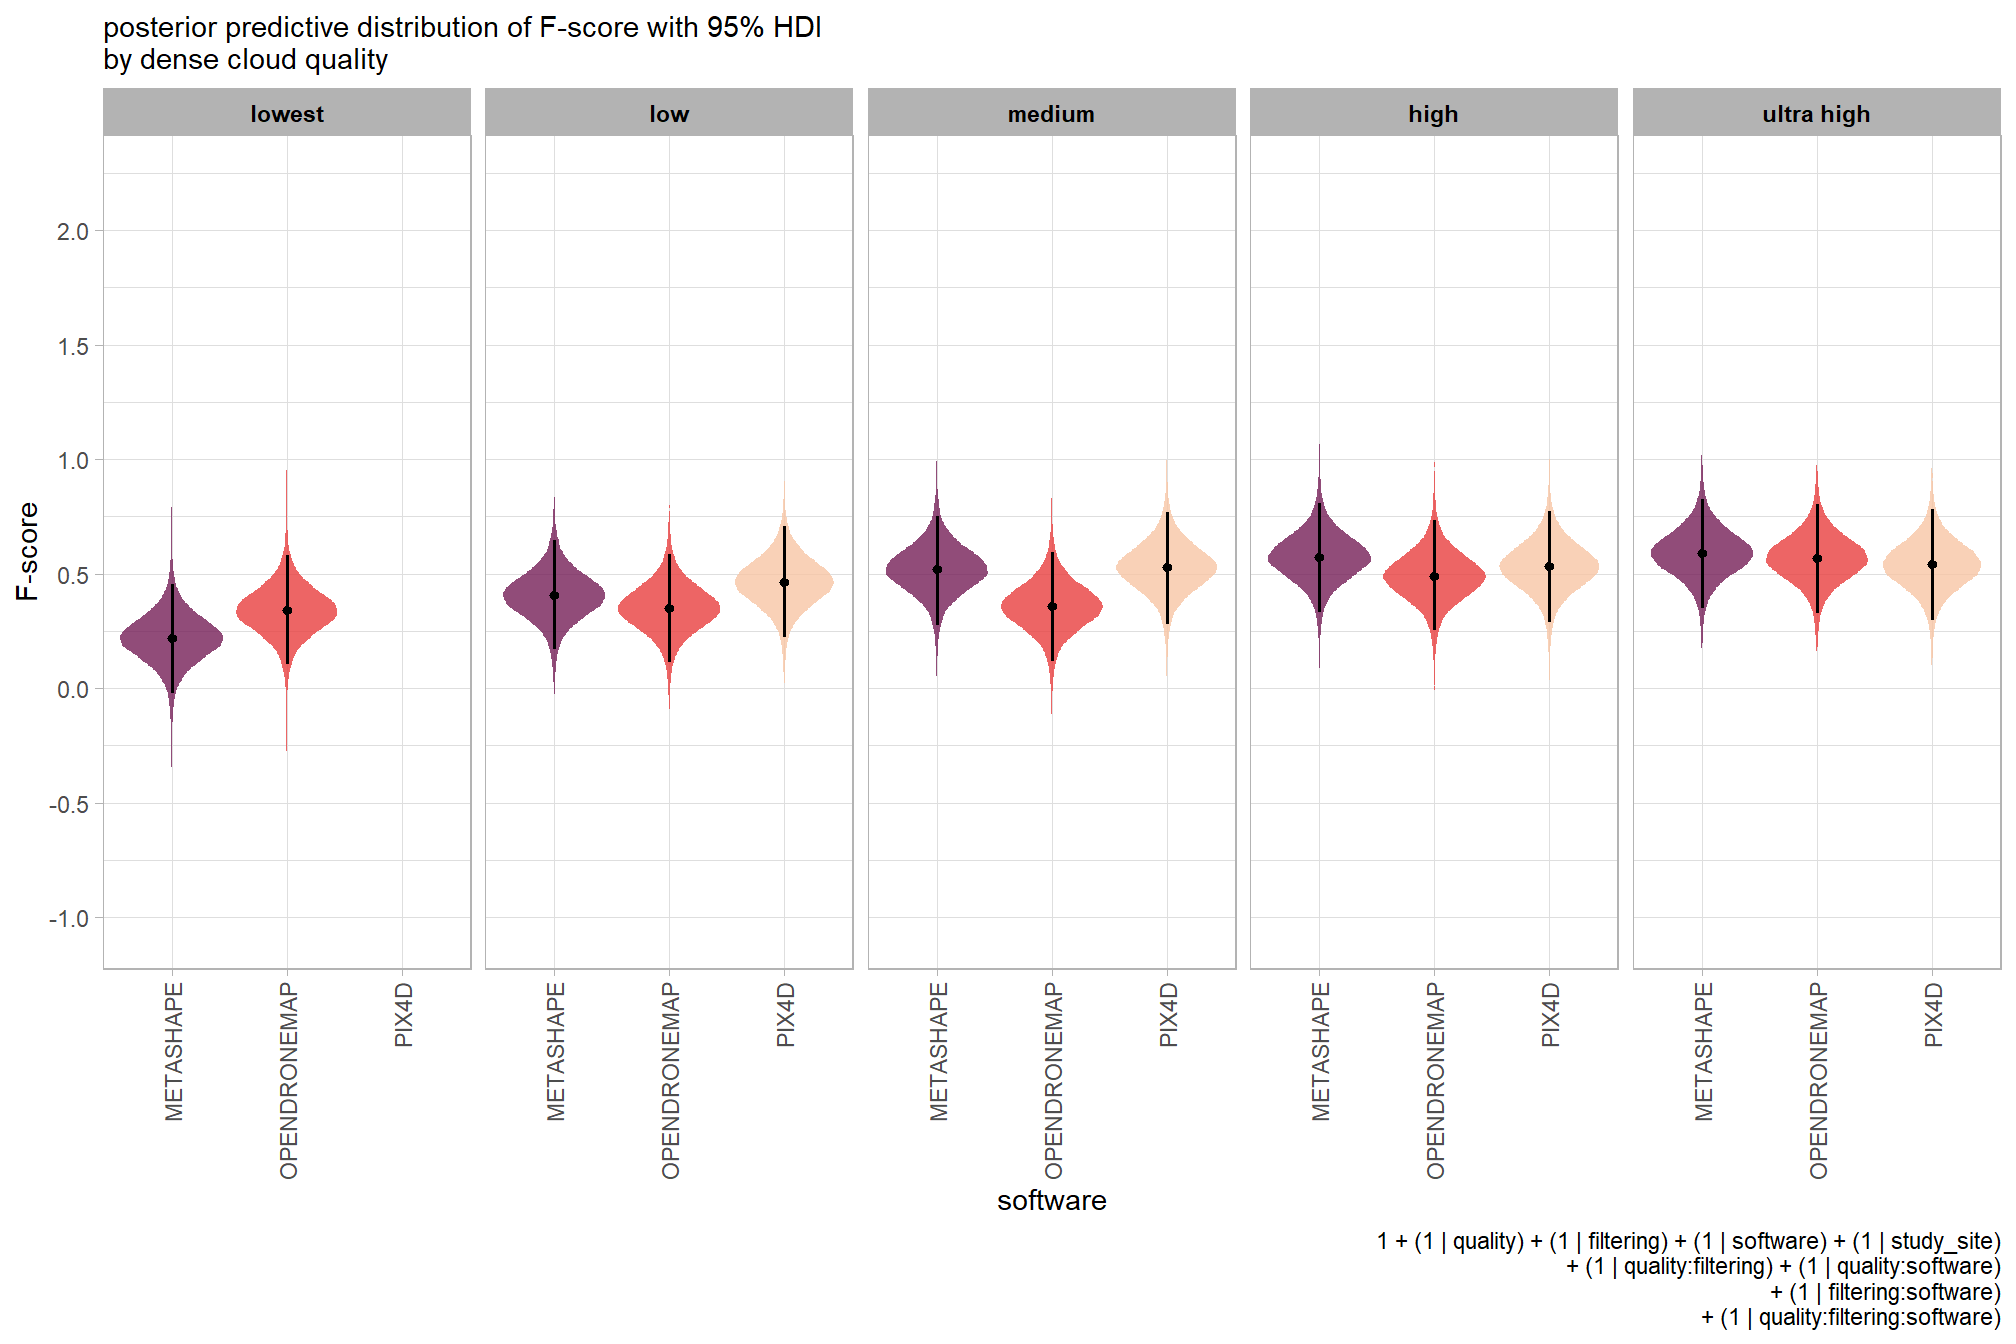 posterior predictive distribution of F-score with 95% HDI
by dense cloud quality
lowest
low
medium
high
ultra high
F-score
2.0
1.5
1.0
0.5
0.0
-0.5
-1.0
METASHAPE
OPENDRONEMAP
PIX4D
METASHAPE
OPENDRONEMAP
PIX4D
METASHAPE
OPENDRONEMAP
PIX4D
METASHAPE
OPENDRONEMAP
PIX4D
METASHAPE
OPENDRONEMAP
PIX4D
software
1 + (1 | quality) + (1 | filtering) + (1 | software) + (1 | study_site)
+ (1 | quality:filtering) + (1 | quality:software)
+ (1 | filtering:software)
+ (1 | quality:filtering:software)